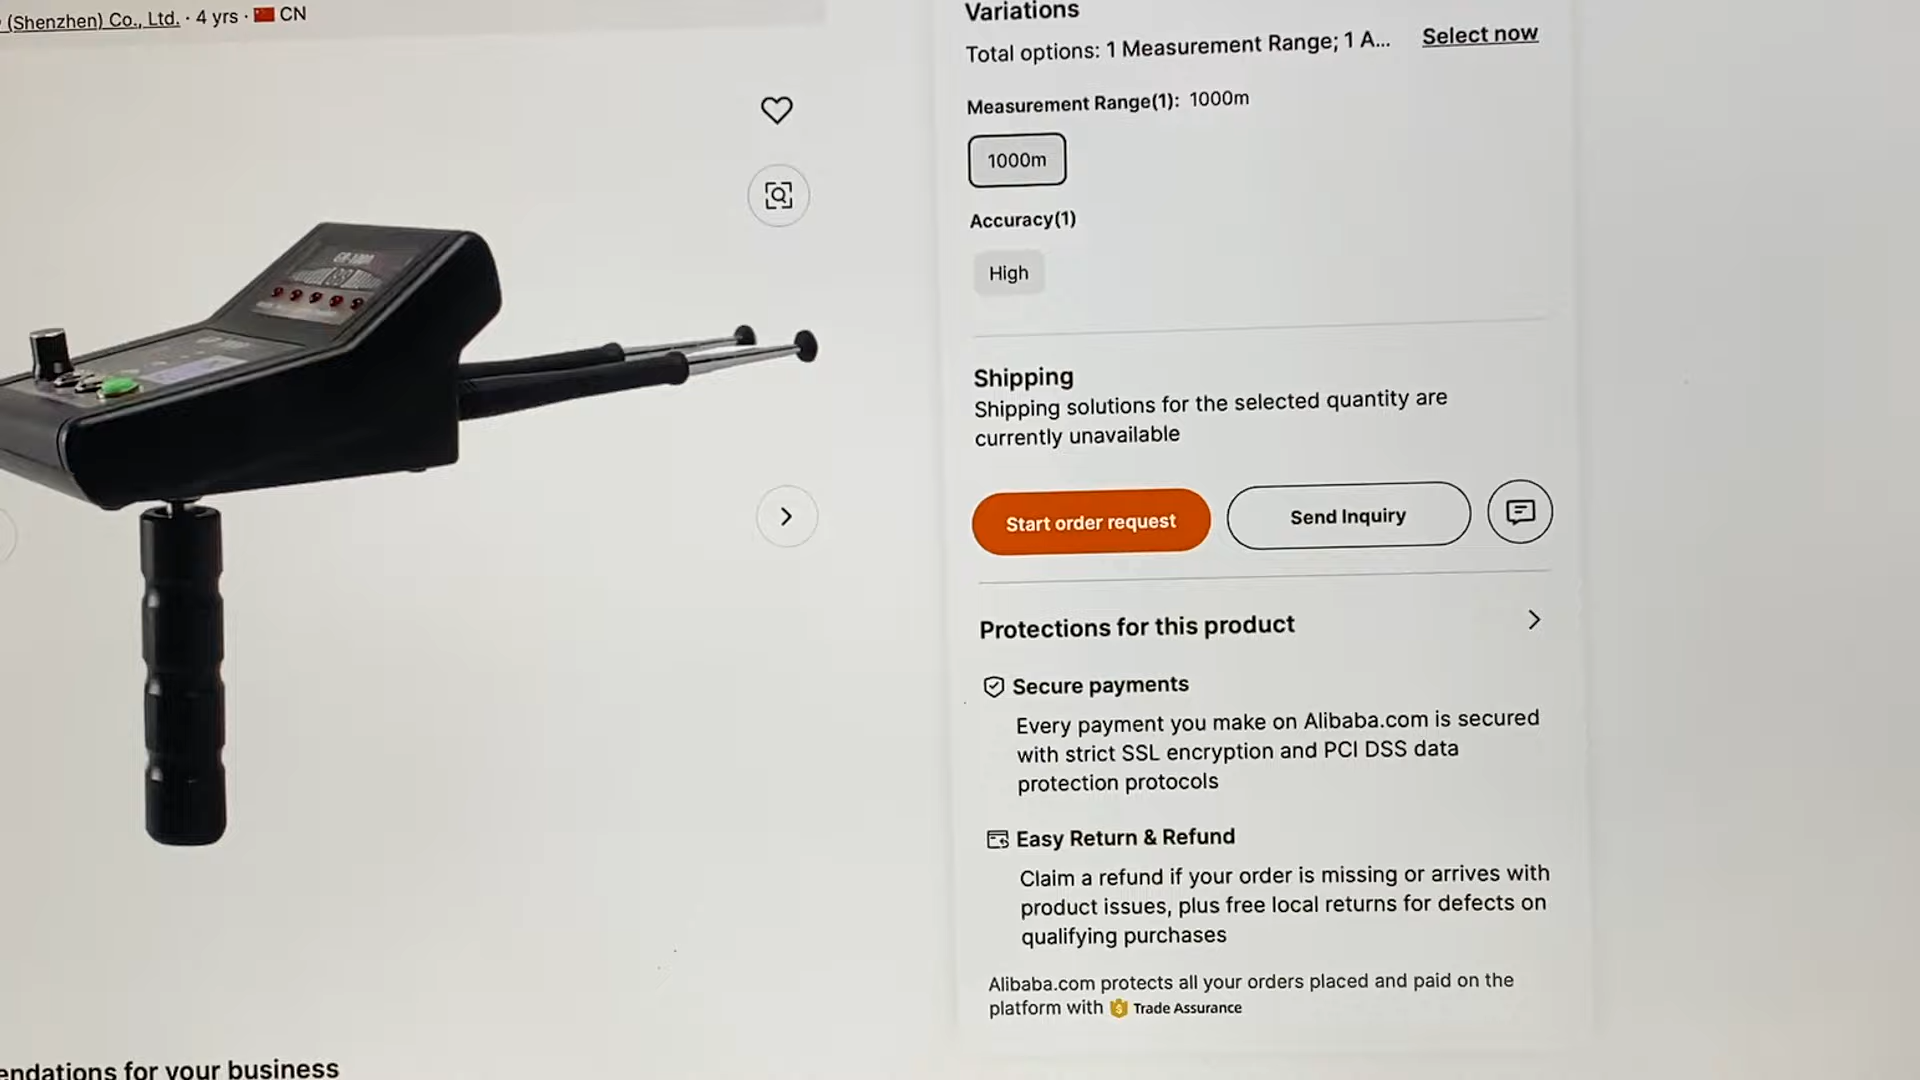 (Shenzhen) Co., Ltd. · 4 yrs · CN
Variations
Total options: 1 Measurement Range; 1 A...
Select now
Measurement Range(1): 1000m
1000m
Accuracy(1)
High
Shipping
Shipping solutions for the selected quantity are
currently unavailable
Start order request
Send Inquiry
Protections for this product
Secure payments
Every payment you make on Alibaba.com is secured
with strict SSL encryption and PCI DSS data
protection protocols
Easy Return & Refund
Claim a refund if your order is missing or arrives with
product issues, plus free local returns for defects on
qualifying purchases
Alibaba.com protects all your orders placed and paid on the
platform with Trade Assurance
endations for your business